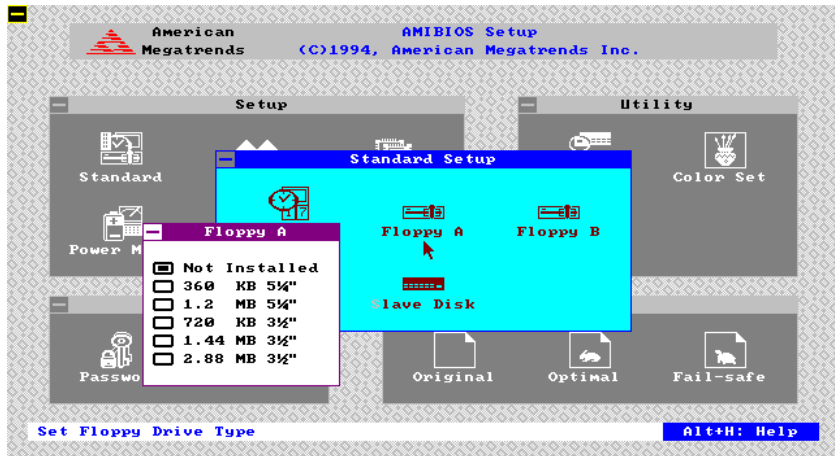 American
Megatrends
AMIBIOS Setup
(C)1994, American Megatrends Inc.
Setup
Utility
Standard
Color Set
Power M
Standard Setup
1 7
Floppy A
Floppy B
Slave Disk
Floppy A
Not Installed
360 KB 5¼"
1.2 MB 5¼"
720 KB 3½"
1.44 MB 3½"
2.88 MB 3½"
Passwo
Original
Optimal
Fail-safe
Set Floppy Drive Type
Alt+H: Help